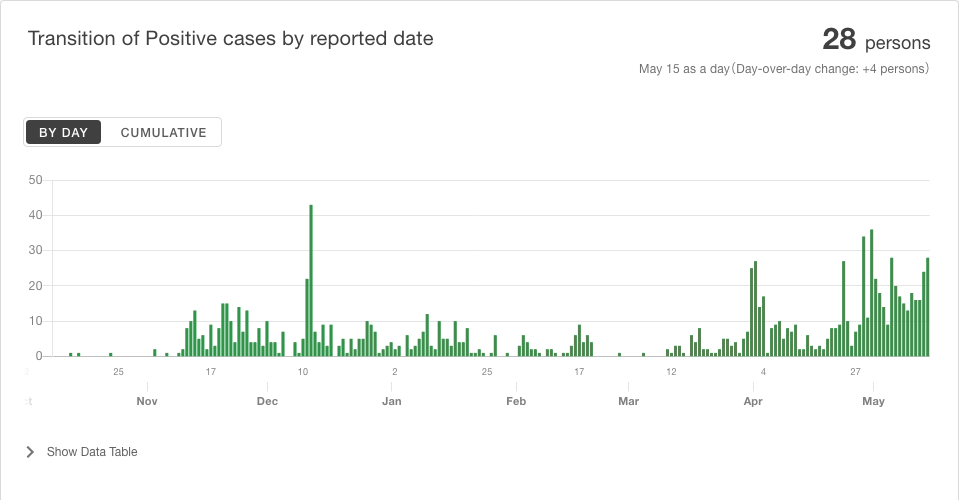 Transition of Positive cases by reported date
28 persons
May 15 as a day(Day-over-day change: +4 persons)
BY DAY
CUMULATIVE
50
40
30
20
10
0
25 17 10 2 25 17 12 4 27
Nov Dec Jan Feb Mar Apr May
Show Data Table